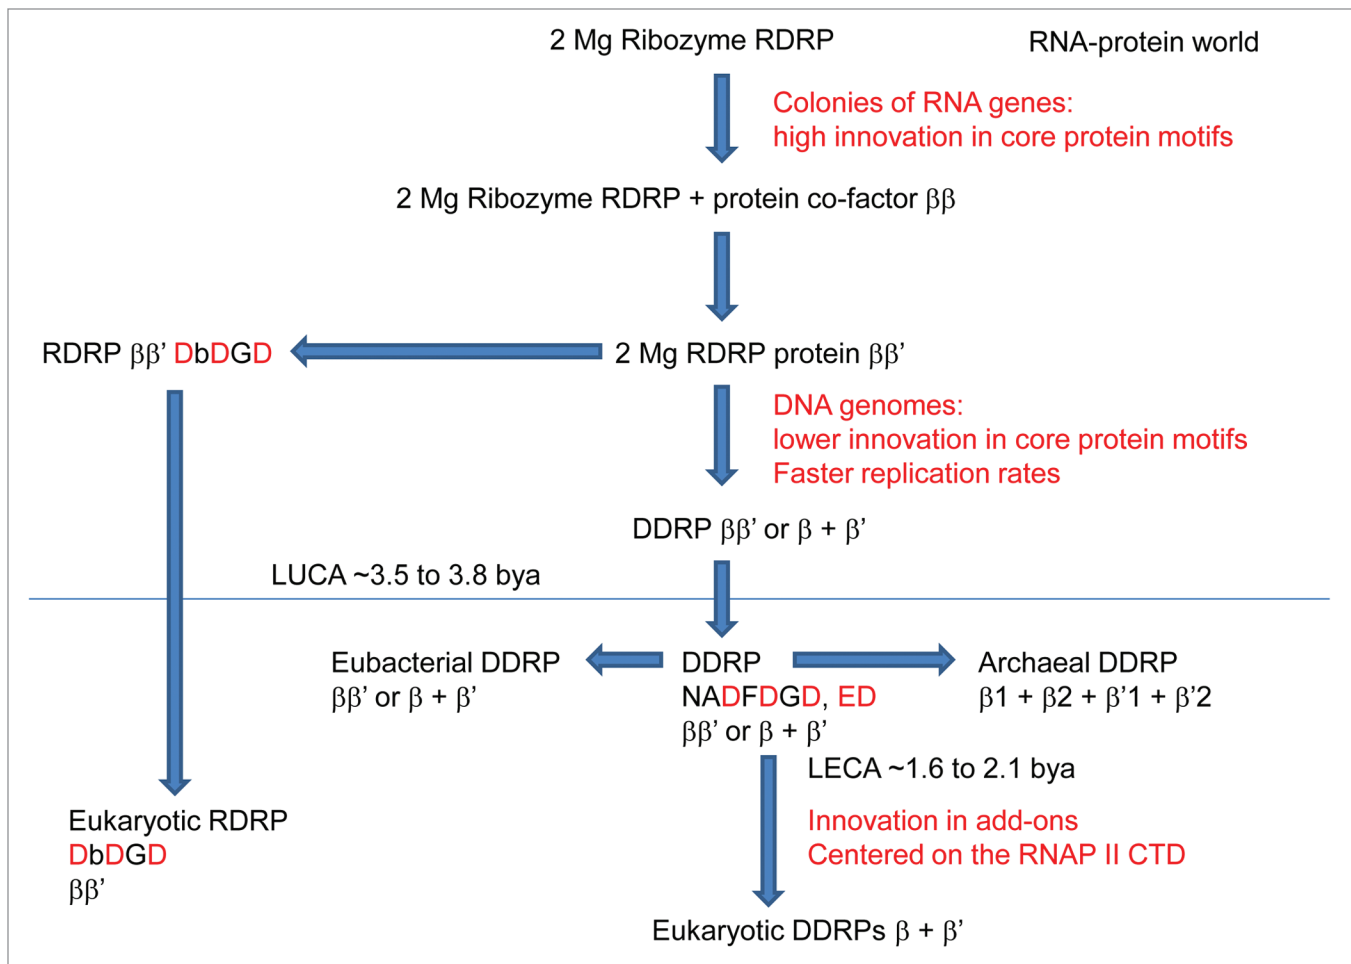 2 Mg Ribozyme RDRP
RNA-protein world
Colonies of RNA genes:
high innovation in core protein motifs
2 Mg Ribozyme RDRP + protein co-factor ββ
RDRP ββ’ DbDGD
2 Mg RDRP protein ββ’
DNA genomes:
lower innovation in core protein motifs
Faster replication rates
DDRP ββ’ or β + β’
LUCA ~3.5 to 3.8 bya
Eubacterial DDRP
ββ’ or β + β’
DDRP
NADFDGD, ED
ββ’ or β + β’
Archaeal DDRP
β1 + β2 + β’1 + β’2
LECA ~1.6 to 2.1 bya
Innovation in add-ons
Centered on the RNAP II CTD
Eukaryotic RDRP
DbDGD
ββ’
Eukaryotic DDRPs β + β’